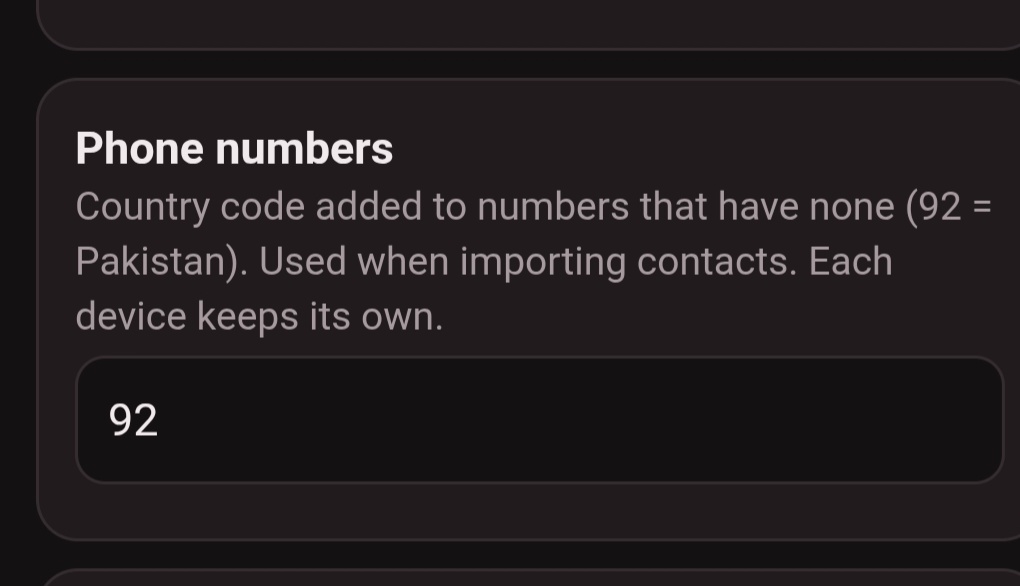 Phone numbers
Country code added to numbers that have none (92 =
Pakistan). Used when importing contacts. Each
device keeps its own.
92